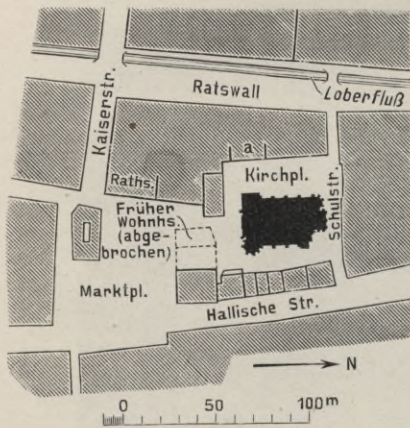 Kaiserstr.
Ratswall
Loberfluß
a
Kirchpl.
Schulstr.
Raths.
Früher
Wohnhs.
(abge-
brochen)
Marktpl.
Hallische Str.
N
0 50 100m